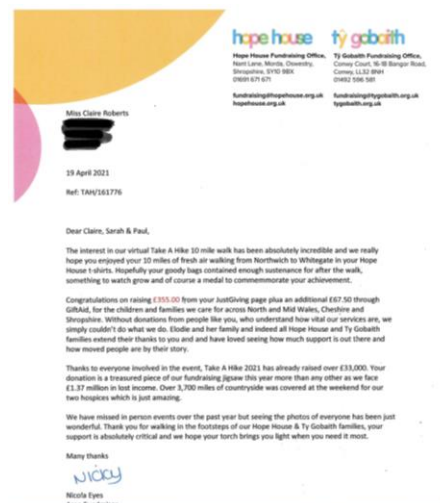 hope house tŷ gobaith
Hope House Fundraising Office, Tŷ Gobaith Fundraising Office,
Nant Lane, Morda, Oswestry, Conwy Court, 16-18 Bangor Road,
Shropshire, SY10 9BX Conwy, LL32 8NH
01691 671 671 01492 596 581
fundraising@hopehouse.org.uk fundraising@tygobaith.org.uk
hopehouse.org.uk tygobaith.org.uk
Miss Claire Roberts
19 April 2021
Ref: TAH/161776
Dear Claire, Sarah & Paul,
The interest in our virtual Take A Hike 10 mile walk has been absolutely incredible and we really
hope you enjoyed your 10 miles of fresh air walking from Northwich to Whitegate in your Hope
House t-shirts. Hopefully your goody bags contained enough sustenance for after the walk,
something to watch grow and of course a medal to commemorate your achievement.
Congratulations on raising £355.00 from your JustGiving page plus an additional £67.50 through
GiftAid, for the children and families we care for across North and Mid Wales, Cheshire and
Shropshire. Without donations from people like you, who understand how vital our services are, we
simply couldn't do what we do. Elodie and her family and indeed all Hope House and Ty Gobaith
families extend their thanks to you and and have loved seeing how much support is out there and
how moved people are by their story.
Thanks to everyone involved in the event, Take A Hike 2021 has already raised over £33,000. Your
donation is a treasured piece of our fundraising jigsaw this year more than any other as we face
£1.37 million in lost income. Over 3,700 miles of countryside was covered at the weekend for our
two hospices which is just amazing.
We have missed in person events over the past year but seeing the photos of everyone has been just
wonderful. Thank you for walking in the footsteps of our Hope House & Ty Gobaith families, your
support is absolutely critical and we hope your torch brings you light when you need it most.
Many thanks
Nicky
Nicola Eyes